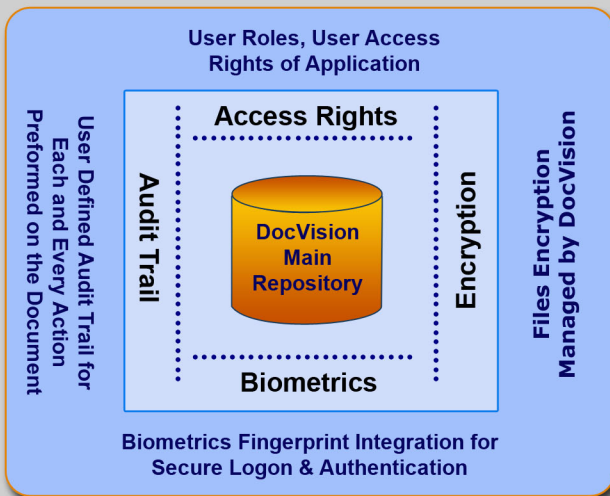 User Roles, User Access
Rights of Application
Access Rights
User Defined Audit Trail for
Each and Every Action
Preformed on the Document
Audit Trail
DocVision
Main
Repository
Encryption
Files Encryption
Managed by DocVision
Biometrics
Biometrics Fingerprint Integration for
Secure Logon & Authentication